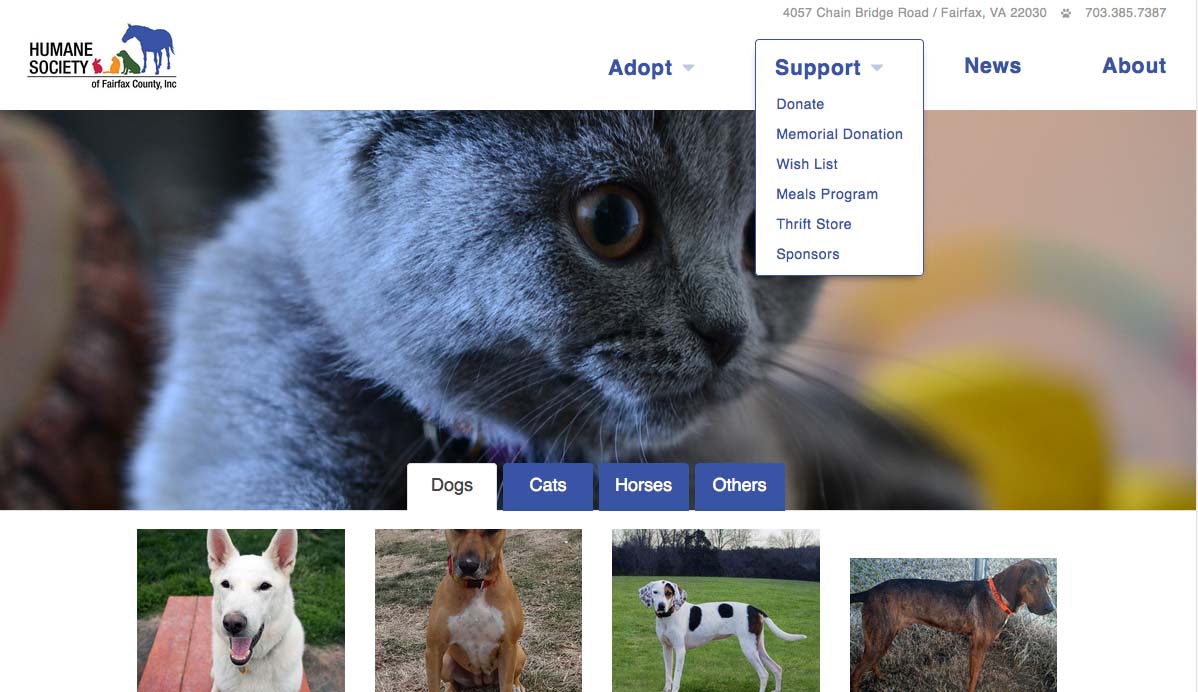 4057 Chain Bridge Road / Fairfax, VA 22030 703.385.7387
HUMANE
SOCIETY
of Fairfax County, Inc
Adopt Support News About
Donate
Memorial Donation
Wish List
Meals Program
Thrift Store
Sponsors
Dogs Cats Horses Others